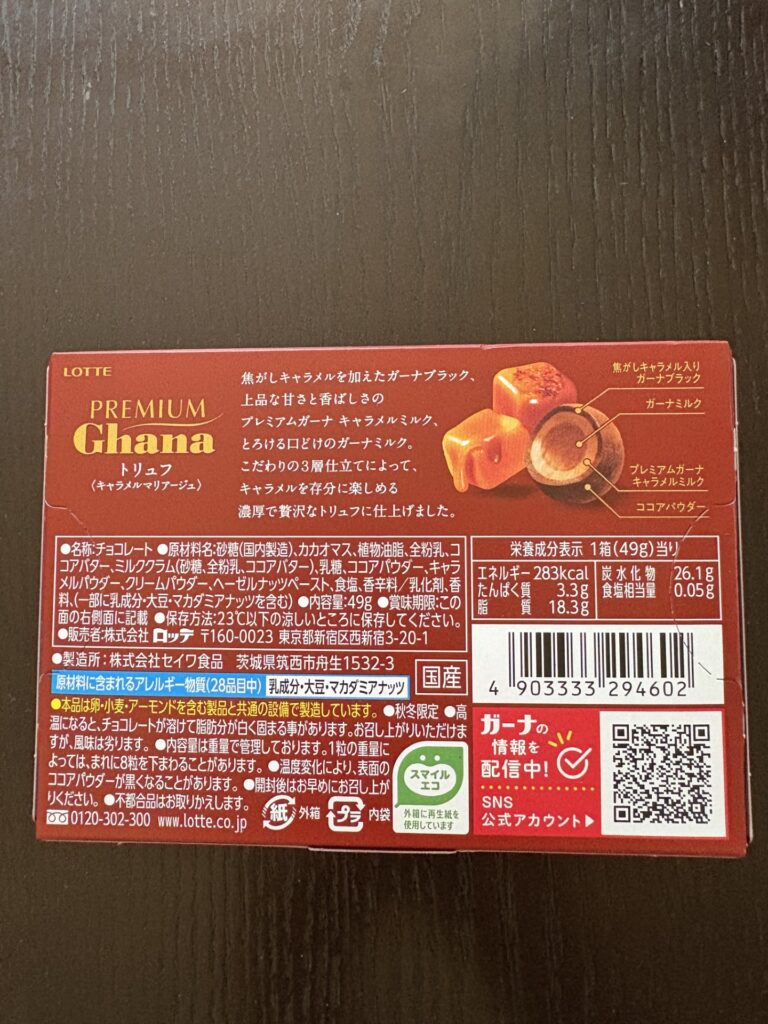 LOTTE
PREMIUM
Ghana
トリュフ
〈キャラメルマリアージュ〉
焦がしキャラメルを加えたガーナブラック、
上品な甘さと香ばしさの
プレミアムガーナ キャラメルミルク、
とろける口どけのガーナミルク。
こだわりの3層仕立てによって、
キャラメルを存分に楽しめる
濃厚で贅沢なトリュフに仕上げました。
焦がしキャラメル入り
ガーナブラック
ガーナミルク
プレミアムガーナ
キャラメルミルク
ココアパウダー
●名称:チョコレート ●原材料名:砂糖(国内製造)、カカオマス、植物油脂、全粉乳、コ
コアバター、ミルククラム(砂糖、全粉乳、ココアバター)、乳糖、ココアパウダー、キャラ
メルパウダー、クリームパウダー、ヘーゼルナッツペースト、食塩、香辛料/乳化剤、香
料、(一部に乳成分・大豆・マカダミアナッツを含む) ●内容量:49g ●賞味期限:この
面の右側面に記載 ●保存方法:23℃以下の涼しいところに保存してください。
●販売者:株式会社 ロッテ 〒160-0023 東京都新宿区西新宿3-20-1
●製造所:株式会社セイワ食品 茨城県筑西市舟生1532-3
国産
原材料に含まれるアレルギー物質(28品目中) 乳成分・大豆・マカダミアナッツ
●本品は卵・小麦・アーモンドを含む製品と共通の設備で製造しています。 ●秋冬限定 ●高
温になると、チョコレートが溶けて脂肪分が白く固まる事があります。お召し上がりいただけま
すが、風味は劣ります。 ●内容量は重量で管理しております。1粒の重量に
よっては、まれに8粒を下まわることがあります。 ●温度変化により、表面の
ココアパウダーが黒くなることがあります。 ●開封後はお早めにお召し上が
りください。 ●不都合品はお取りかえします。
0120-302-300 www.lotte.co.jp
紙 外箱 プラ 内袋
スマイル
エコ
外箱に再生紙を
使用しています
栄養成分表示 1箱(49g)当り
エネルギー 283kcal
たんぱく質 3.3g
脂質 18.3g
炭水化物 26.1g
食塩相当量 0.05g
4 903333 294602
ガーナの
情報を
配信中!
SNS
公式アカウント▶